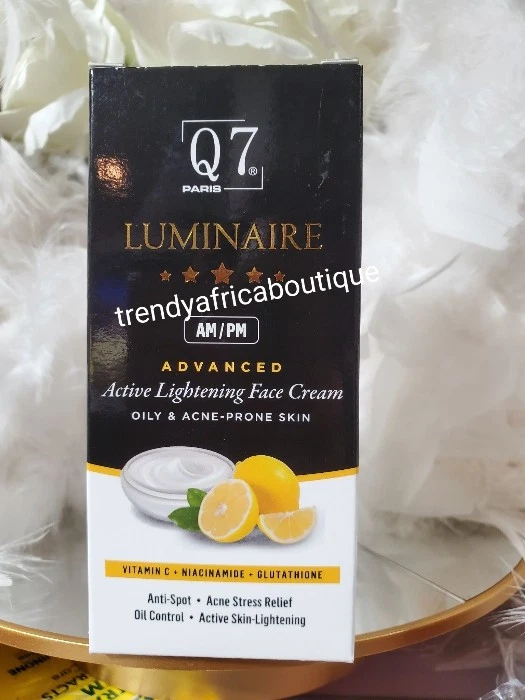 Q7®
PARIS
LUMINAIRE
trendyafricaboutique
AM/PM
ADVANCED
Active Lightening Face Cream
OILY & ACNE-PRONE SKIN
VITAMIN C + NIACINAMIDE + GLUTATHIONE
Anti-Spot • Acne Stress Relief
Oil Control • Active Skin-Lightening